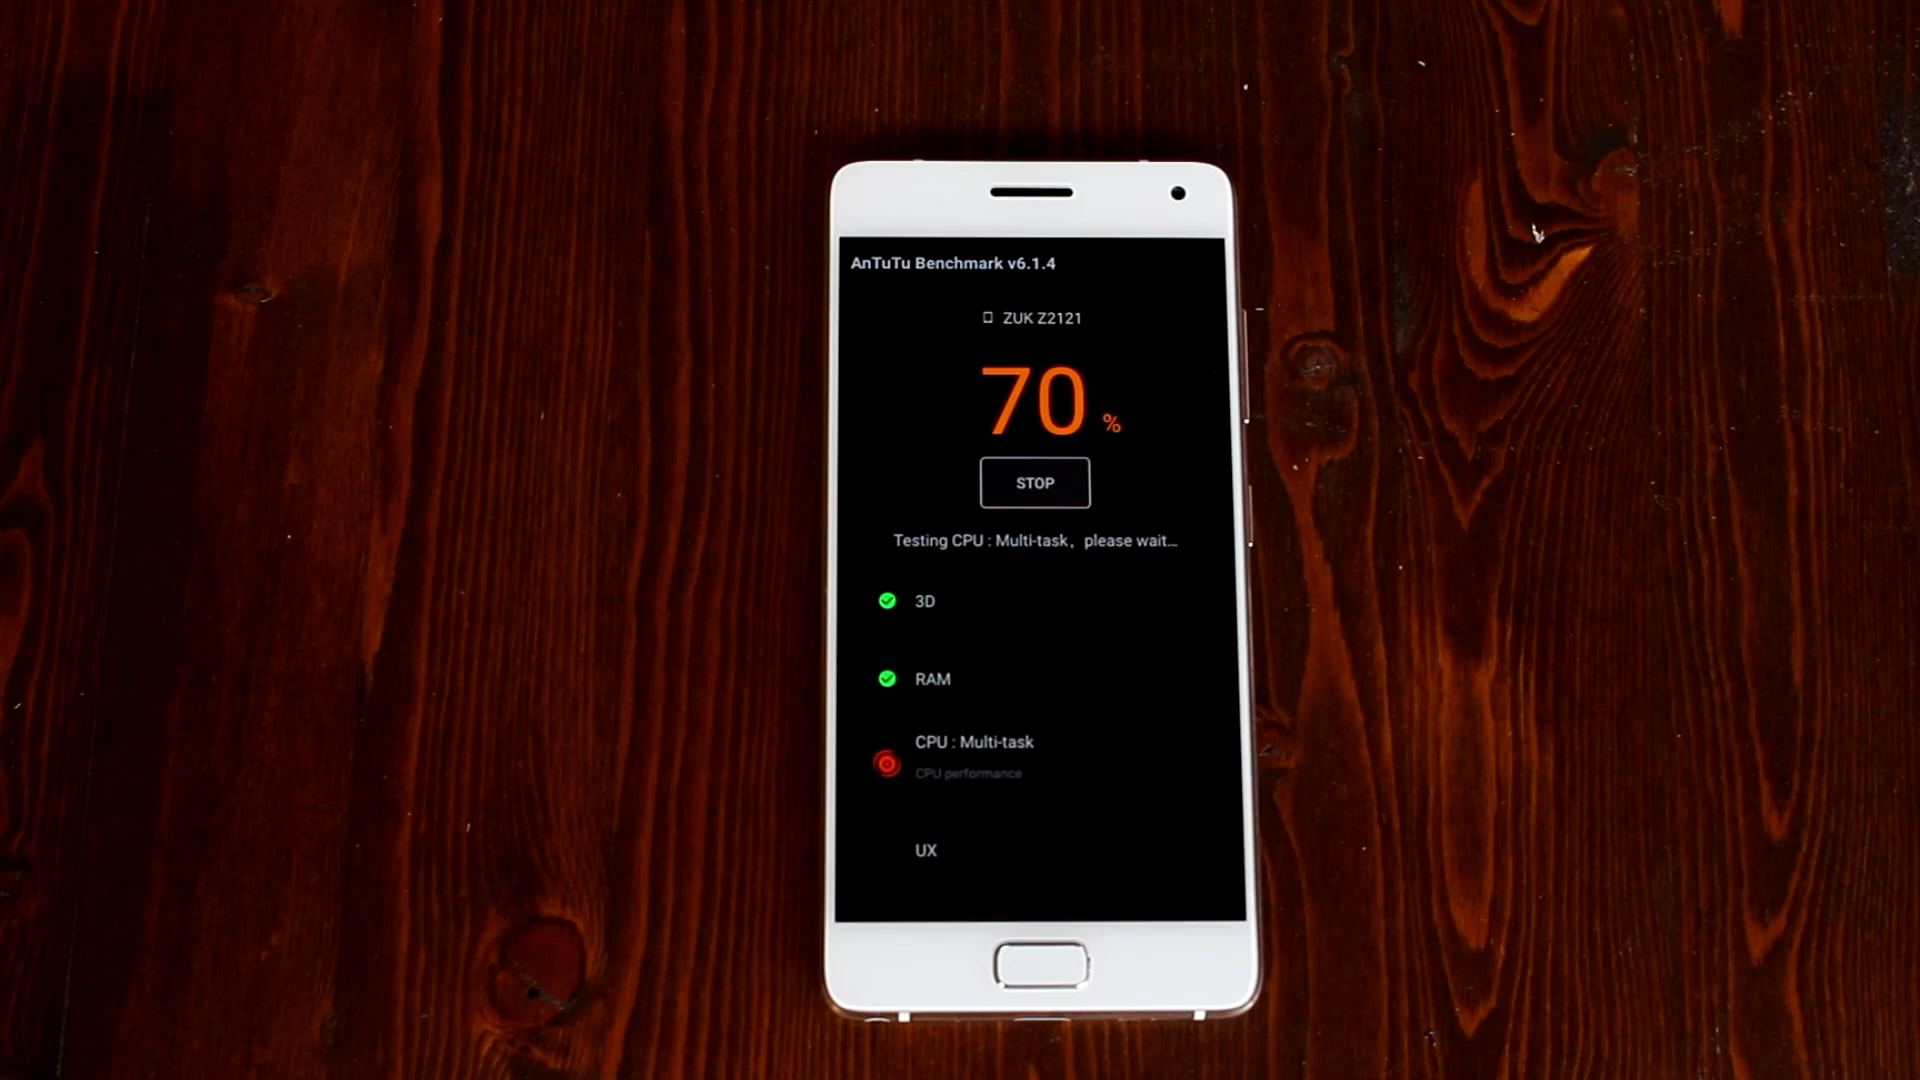 AnTuTu Benchmark v6.1.4
ZUK Z2121
70 %
STOP
Testing CPU : Multi-task, please wait...
3D
RAM
CPU : Multi-task
CPU performance
UX